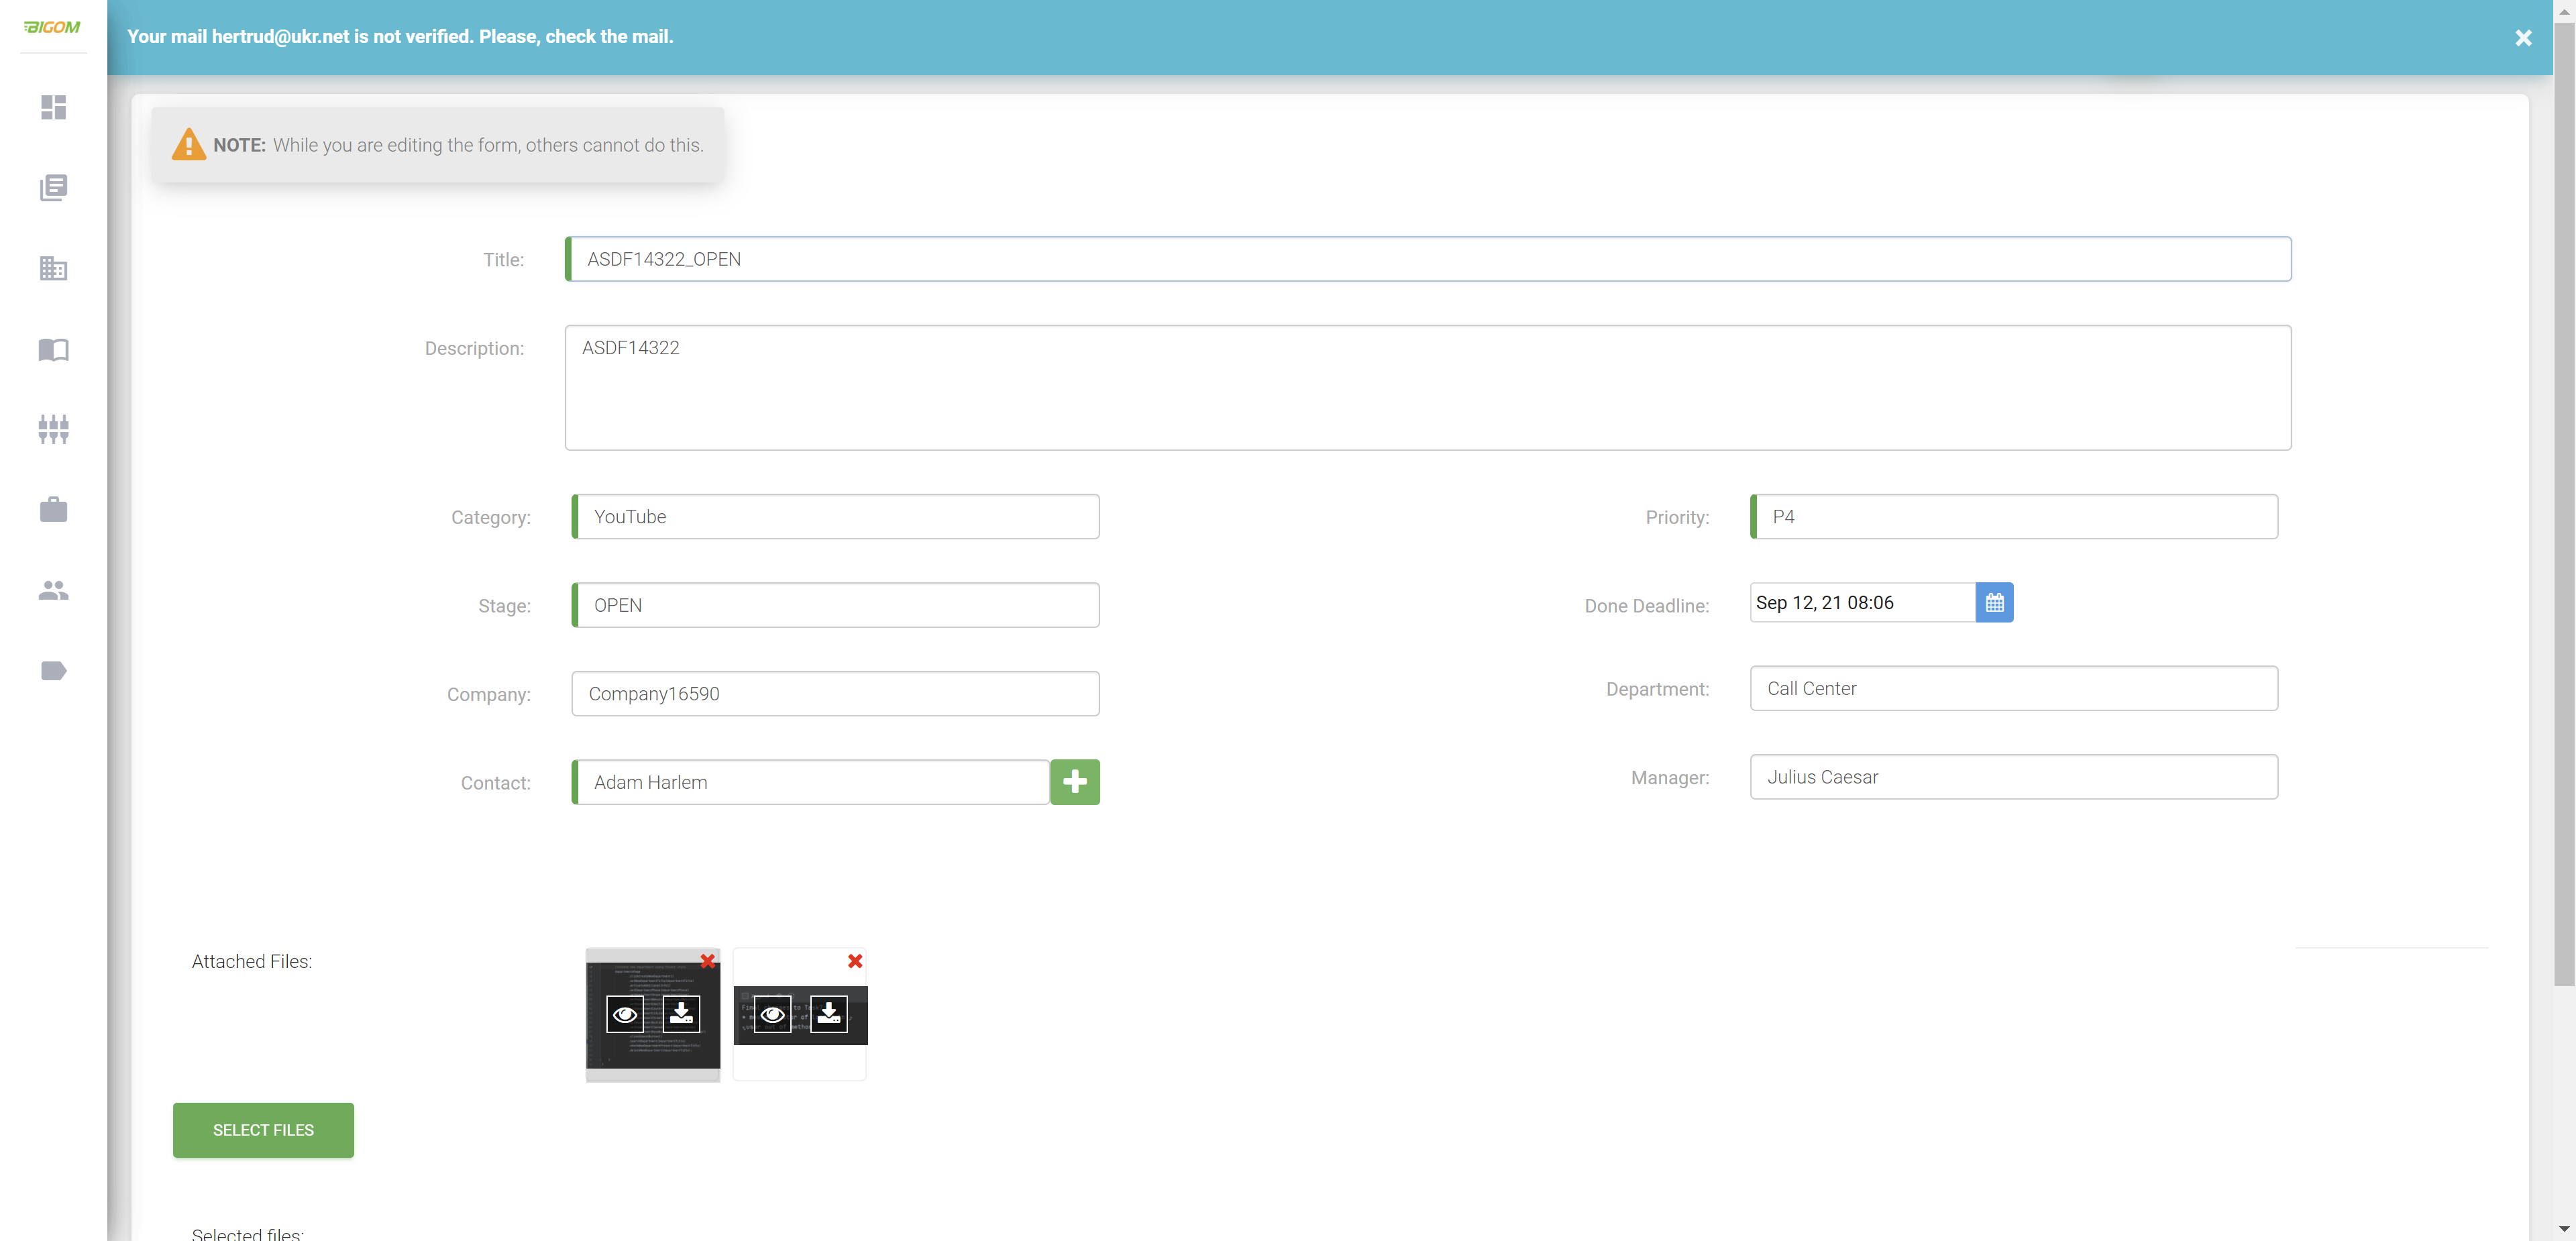 BIGOM
Your mail hertrud@ukr.net is not verified. Please, check the mail.
NOTE: While you are editing the form, others cannot do this.
Title: ASDF14322_OPEN
Description: ASDF14322
Category: YouTube
Priority: P4
Stage: OPEN
Done Deadline: Sep 12, 21 08:06
Company: Company16590
Department: Call Center
Contact: Adam Harlem
Manager: Julius Caesar
Attached Files:
SELECT FILES
Selected files: